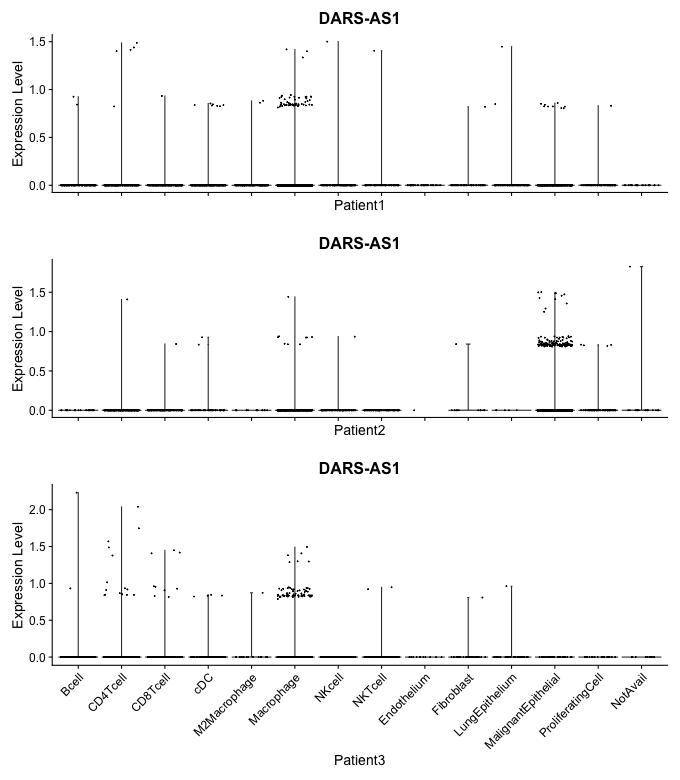 DARS-AS1
Expression Level
1.5
1.0
0.5
0.0
Patient1
DARS-AS1
Expression Level
1.5
1.0
0.5
0.0
Patient2
DARS-AS1
Expression Level
2.0
1.5
1.0
0.5
0.0
Bcell
CD4Tcell
CD8Tcell
cDC
M2Macrophage
Macrophage
NKcell
NKTcell
Endothelium
Fibroblast
LungEpithelium
MalignantEpithelial
ProliferatingCell
NotAvail
Patient3